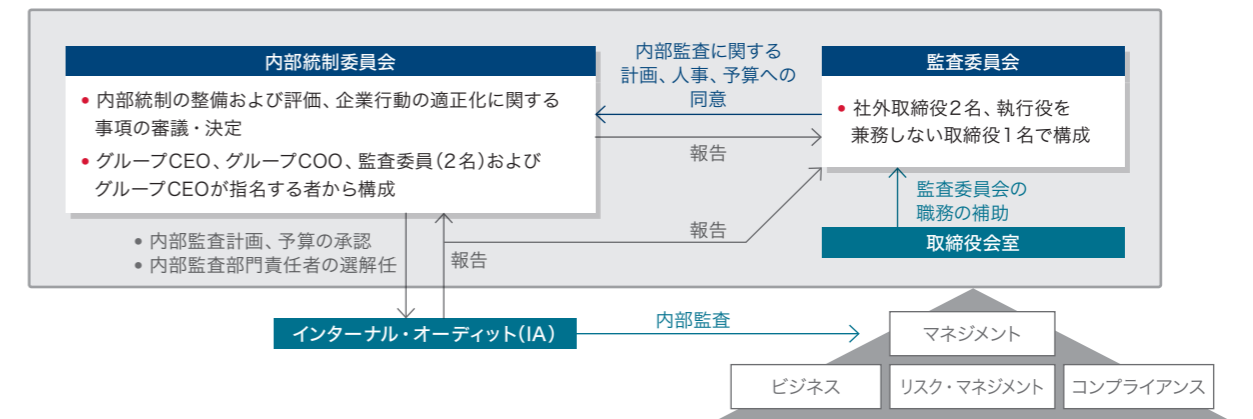 内部統制委員会
• 内部統制の整備および評価、企業行動の適正化に関する
事項の審議・決定
• グループCEO、グループCOO、監査委員(2名)および
グループCEOが指名する者から構成
内部監査に関する
計画、人事、予算への
同意
報告
監査委員会
• 社外取締役2名、執行役を
兼務しない取締役1名で構成
監査委員会の
職務の補助
取締役会室
報告
• 内部監査計画、予算の承認
• 内部監査部門責任者の選解任
報告
インターナル・オーディット(IA)
内部監査
マネジメント
ビジネス
リスク・マネジメント
コンプライアンス